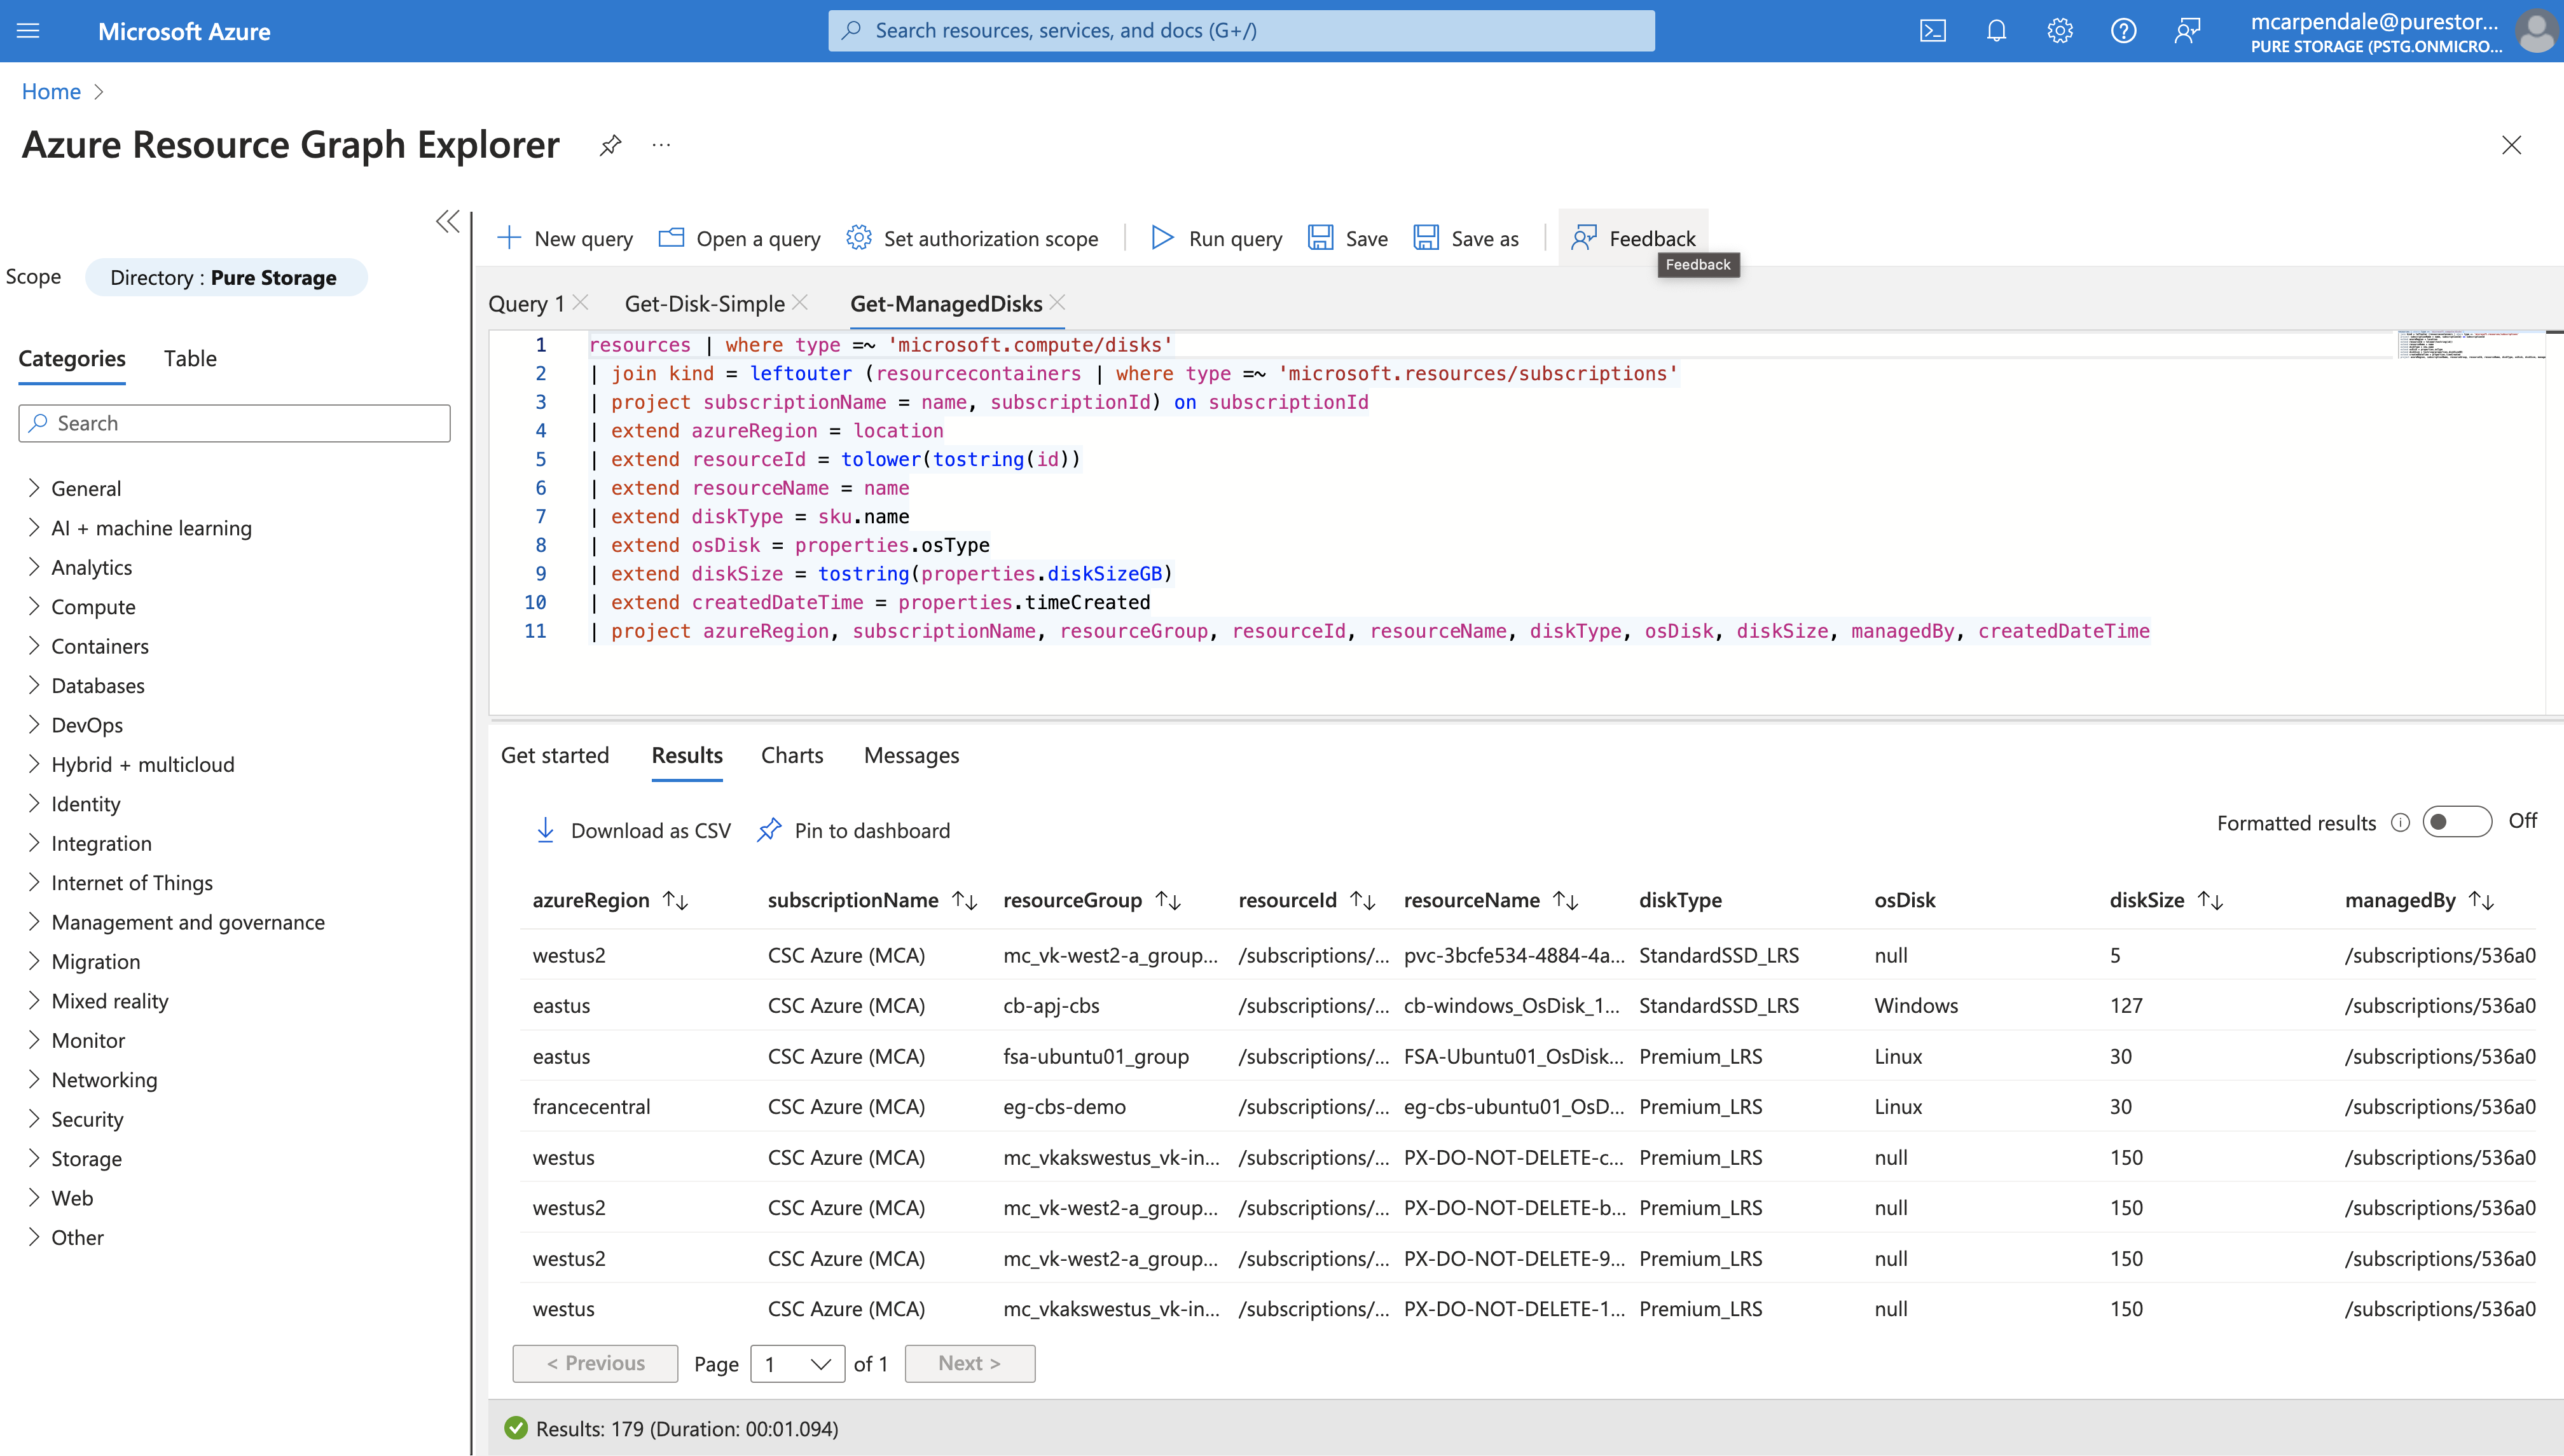 Microsoft Azure
Search resources, services, and docs (G+/)
mcarpendale@purestor...
PURE STORAGE (PSTG.ONMICRO...
Home
Azure Resource Graph Explorer
New query
Open a query
Set authorization scope
Run query
Save
Save as
Feedback
Feedback
Scope
Directory : Pure Storage
Categories
Table
Search
General
AI + machine learning
Analytics
Compute
Containers
Databases
DevOps
Hybrid + multicloud
Identity
Integration
Internet of Things
Management and governance
Migration
Mixed reality
Monitor
Networking
Security
Storage
Web
Other
Query 1
Get-Disk-Simple
Get-ManagedDisks
1 resources | where type =~ 'microsoft.compute/disks'
2 | join kind = leftouter (resourcecontainers | where type =~ 'microsoft.resources/subscriptions'
3 | project subscriptionName = name, subscriptionId) on subscriptionId
4 | extend azureRegion = location
5 | extend resourceId = tolower(tostring(id))
6 | extend resourceName = name
7 | extend diskType = sku.name
8 | extend osDisk = properties.osType
9 | extend diskSize = tostring(properties.diskSizeGB)
10 | extend createdDateTime = properties.timeCreated
11 | project azureRegion, subscriptionName, resourceGroup, resourceId, resourceName, diskType, osDisk, diskSize, managedBy, createdDateTime
Get started
Results
Charts
Messages
Download as CSV
Pin to dashboard
Formatted results
Off
azureRegion subscriptionName resourceGroup resourceId resourceName diskType osDisk diskSize managedBy
westus2 CSC Azure (MCA) mc_vk-west2-a_group... /subscriptions/... pvc-3bcfe534-4884-4a... StandardSSD_LRS null 5 /subscriptions/536a0
eastus CSC Azure (MCA) cb-apj-cbs /subscriptions/... cb-windows_OsDisk_1... StandardSSD_LRS Windows 127 /subscriptions/536a0
eastus CSC Azure (MCA) fsa-ubuntu01_group /subscriptions/... FSA-Ubuntu01_OsDisk... Premium_LRS Linux 30 /subscriptions/536a0
francecentral CSC Azure (MCA) eg-cbs-demo /subscriptions/... eg-cbs-ubuntu01_OsD... Premium_LRS Linux 30 /subscriptions/536a0
westus CSC Azure (MCA) mc_vkakswestus_vk-in... /subscriptions/... PX-DO-NOT-DELETE-c... Premium_LRS null 150 /subscriptions/536a0
westus2 CSC Azure (MCA) mc_vk-west2-a_group... /subscriptions/... PX-DO-NOT-DELETE-b... Premium_LRS null 150 /subscriptions/536a0
westus2 CSC Azure (MCA) mc_vk-west2-a_group... /subscriptions/... PX-DO-NOT-DELETE-9... Premium_LRS null 150 /subscriptions/536a0
westus CSC Azure (MCA) mc_vkakswestus_vk-in... /subscriptions/... PX-DO-NOT-DELETE-1... Premium_LRS null 150 /subscriptions/536a0
< Previous Page 1 of 1 Next >
Results: 179 (Duration: 00:01.094)